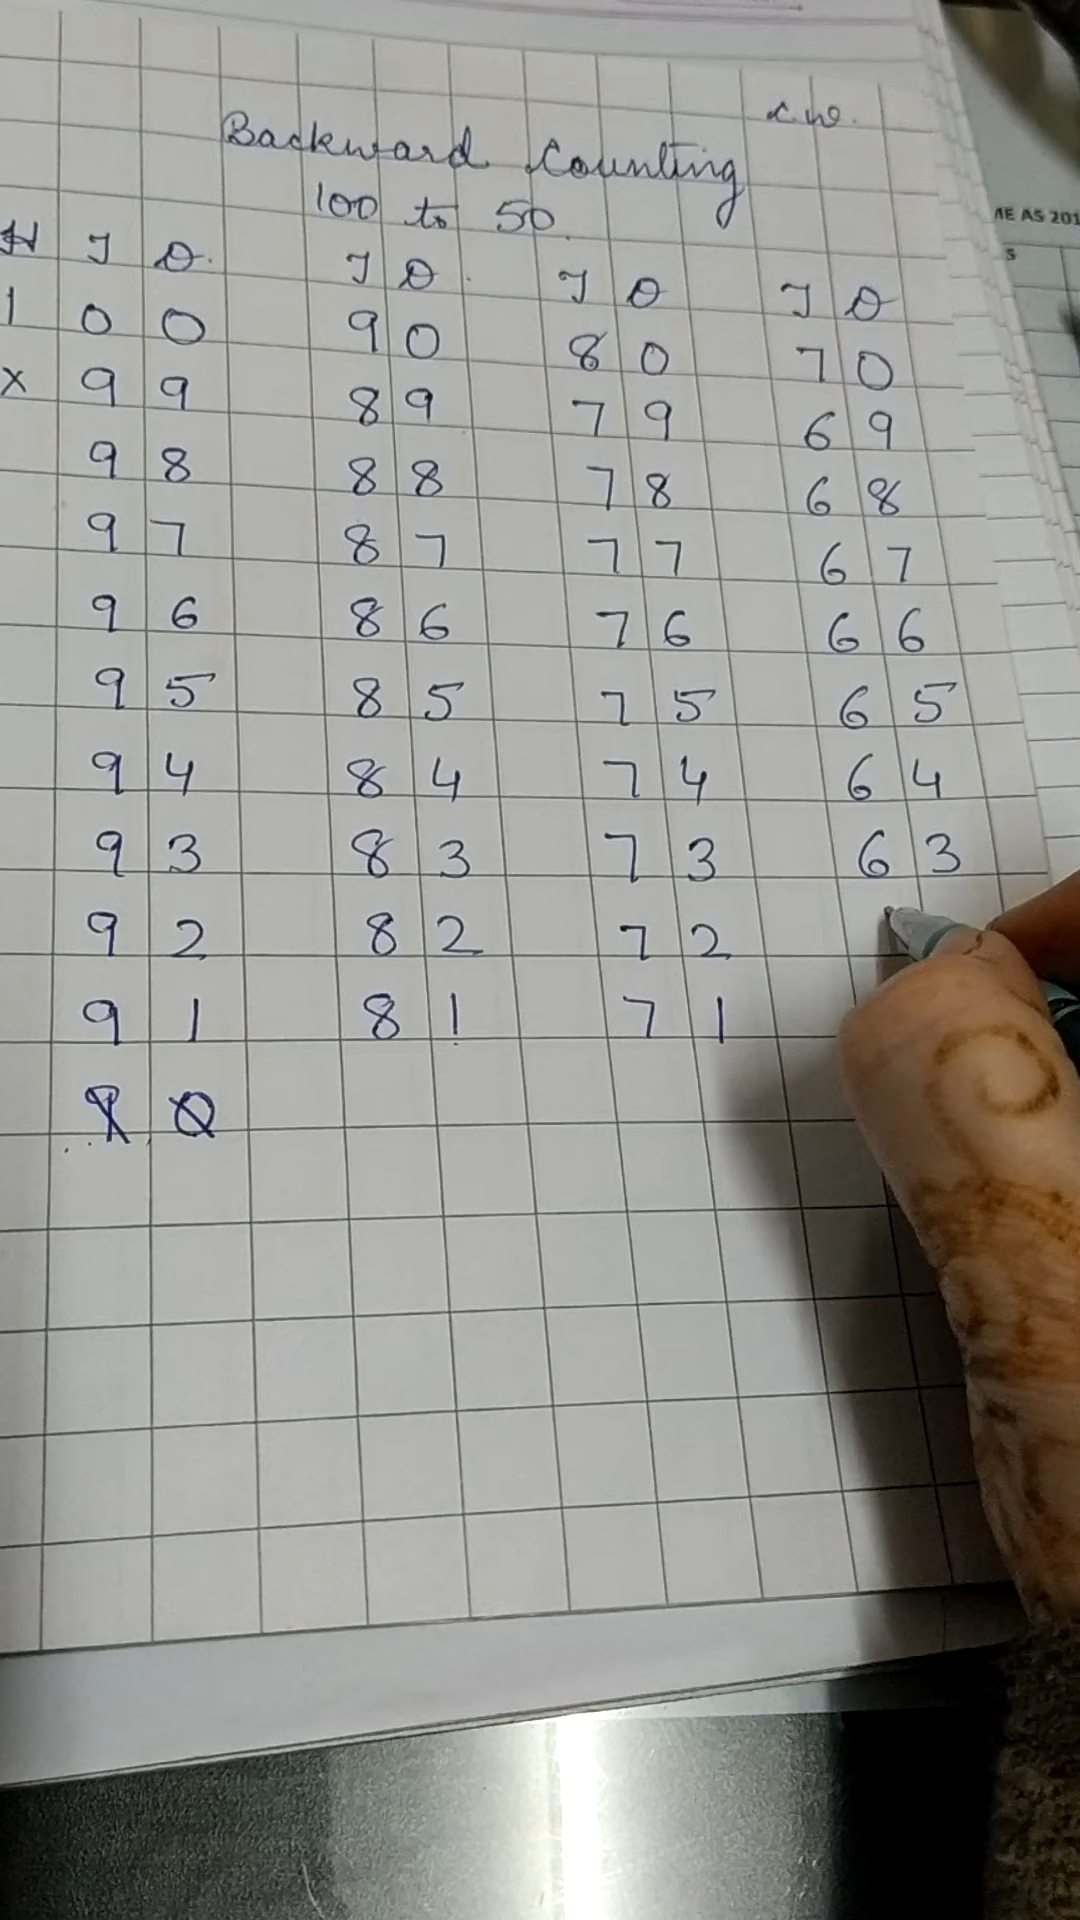 c.w.
Backward Counting
100 to 50.
H T O. T O. T O T O
1 0 0 9 0 8 0 7 0
x 9 9 8 9 7 9 6 9
9 8 8 8 7 8 6 8
9 7 8 7 7 7 6 7
9 6 8 6 7 6 6 6
9 5 8 5 7 5 6 5
9 4 8 4 7 4 6 4
9 3 8 3 7 3 6 3
9 2 8 2 7 2
9 1 8 1 7 1
9 0